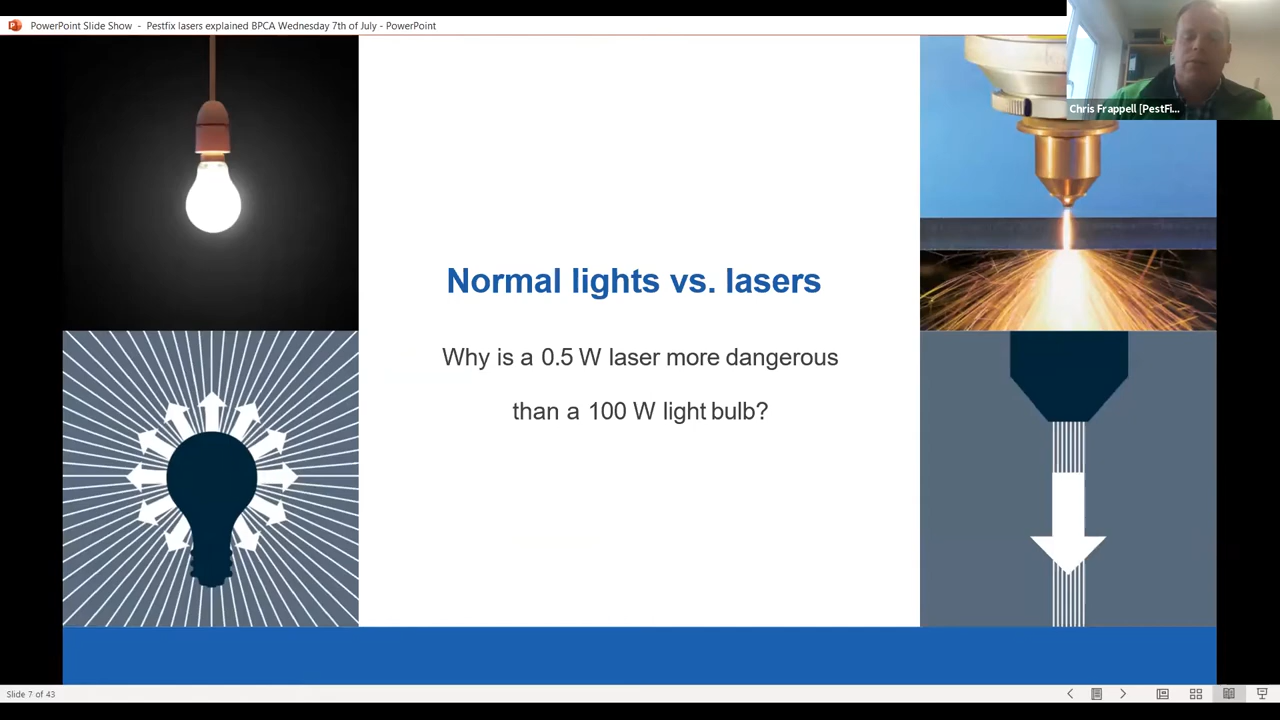 PowerPoint Slide Show - Pestfix lasers explained BPCA Wednesday 7th of July - PowerPoint
Chris Frappell [PestFi...
Normal lights vs. lasers
Why is a 0.5 W laser more dangerous
than a 100 W light bulb?
Slide 7 of 43